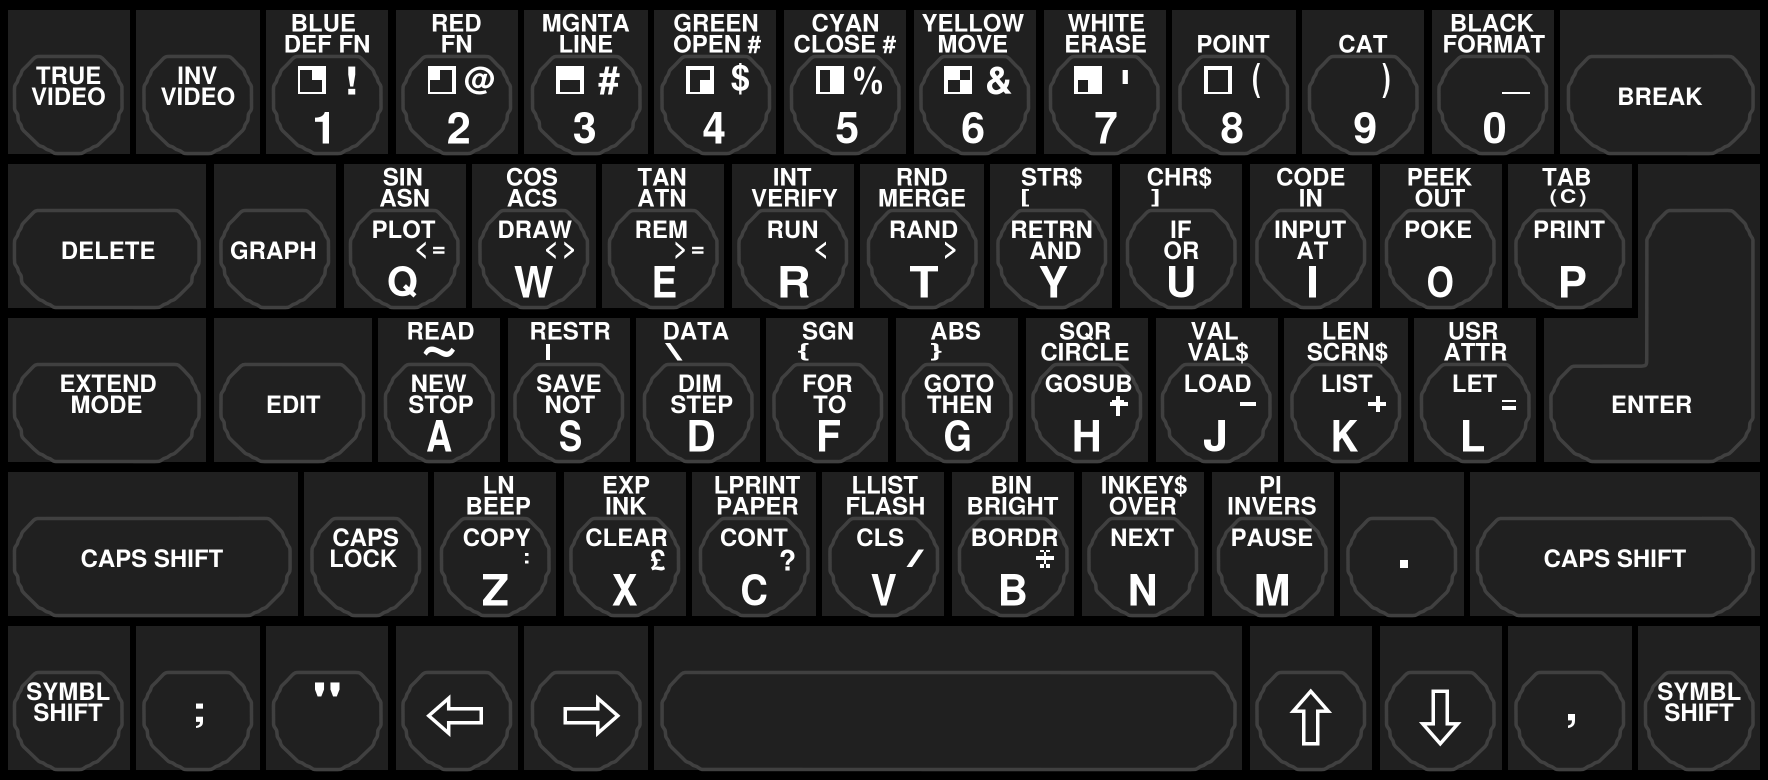 BLUE RED MGNTA GREEN CYAN YELLOW WHITE BLACK
DEF FN FN LINE OPEN # CLOSE # MOVE ERASE POINT CAT FORMAT
TRUE VIDEO INV VIDEO ! @ # $ % & ' ( ) _ BREAK
1 2 3 4 5 6 7 8 9 0
SIN COS TAN INT RND STR$ CHR$ CODE PEEK TAB
ASN ACS ATN VERIFY MERGE [ ] IN OUT (C)
PLOT DRAW REM RUN RAND RETRN IF INPUT POKE PRINT
DELETE GRAPH <= <> >= < > AND OR AT
Q W E R T Y U I O P
READ RESTR DATA SGN ABS SQR VAL LEN USR
~ | \ { } CIRCLE VAL$ SCRN$ ATTR
EXTEND NEW SAVE DIM FOR GOTO GOSUB LOAD LIST LET
MODE EDIT STOP NOT STEP TO THEN ↑ - + = ENTER
A S D F G H J K L
LN EXP LPRINT LLIST BIN INKEY$ PI
BEEP INK PAPER FLASH BRIGHT OVER INVERS
CAPS COPY CLEAR CONT CLS BORDR NEXT PAUSE
CAPS SHIFT LOCK : £ ? / * . CAPS SHIFT
Z X C V B N M
SYMBL " SYMBL
SHIFT ; ⇦ ⇨ ⇧ ⇩ , SHIFT